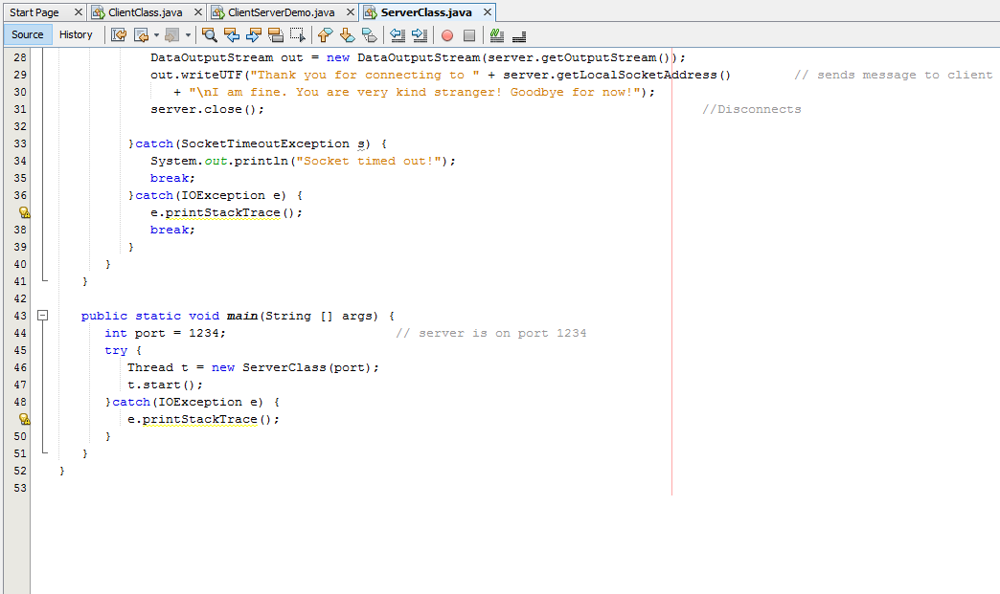 Start Page ClientClass.java ClientServerDemo.java ServerClass.java
Source History
28 DataOutputStream out = new DataOutputStream(server.getOutputStream());
29 out.writeUTF("Thank you for connecting to " + server.getLocalSocketAddress() // sends message to client
30 + "\nI am fine. You are very kind stranger! Goodbye for now!");
31 server.close(); //Disconnects
32
33 }catch(SocketTimeoutException s) {
34 System.out.println("Socket timed out!");
35 break;
36 }catch(IOException e) {
e.printStackTrace();
38 break;
39 }
40 }
41 }
42
43 public static void main(String [] args) {
44 int port = 1234; // server is on port 1234
45 try {
46 Thread t = new ServerClass(port);
47 t.start();
48 }catch(IOException e) {
e.printStackTrace();
50 }
51 }
52 }
53